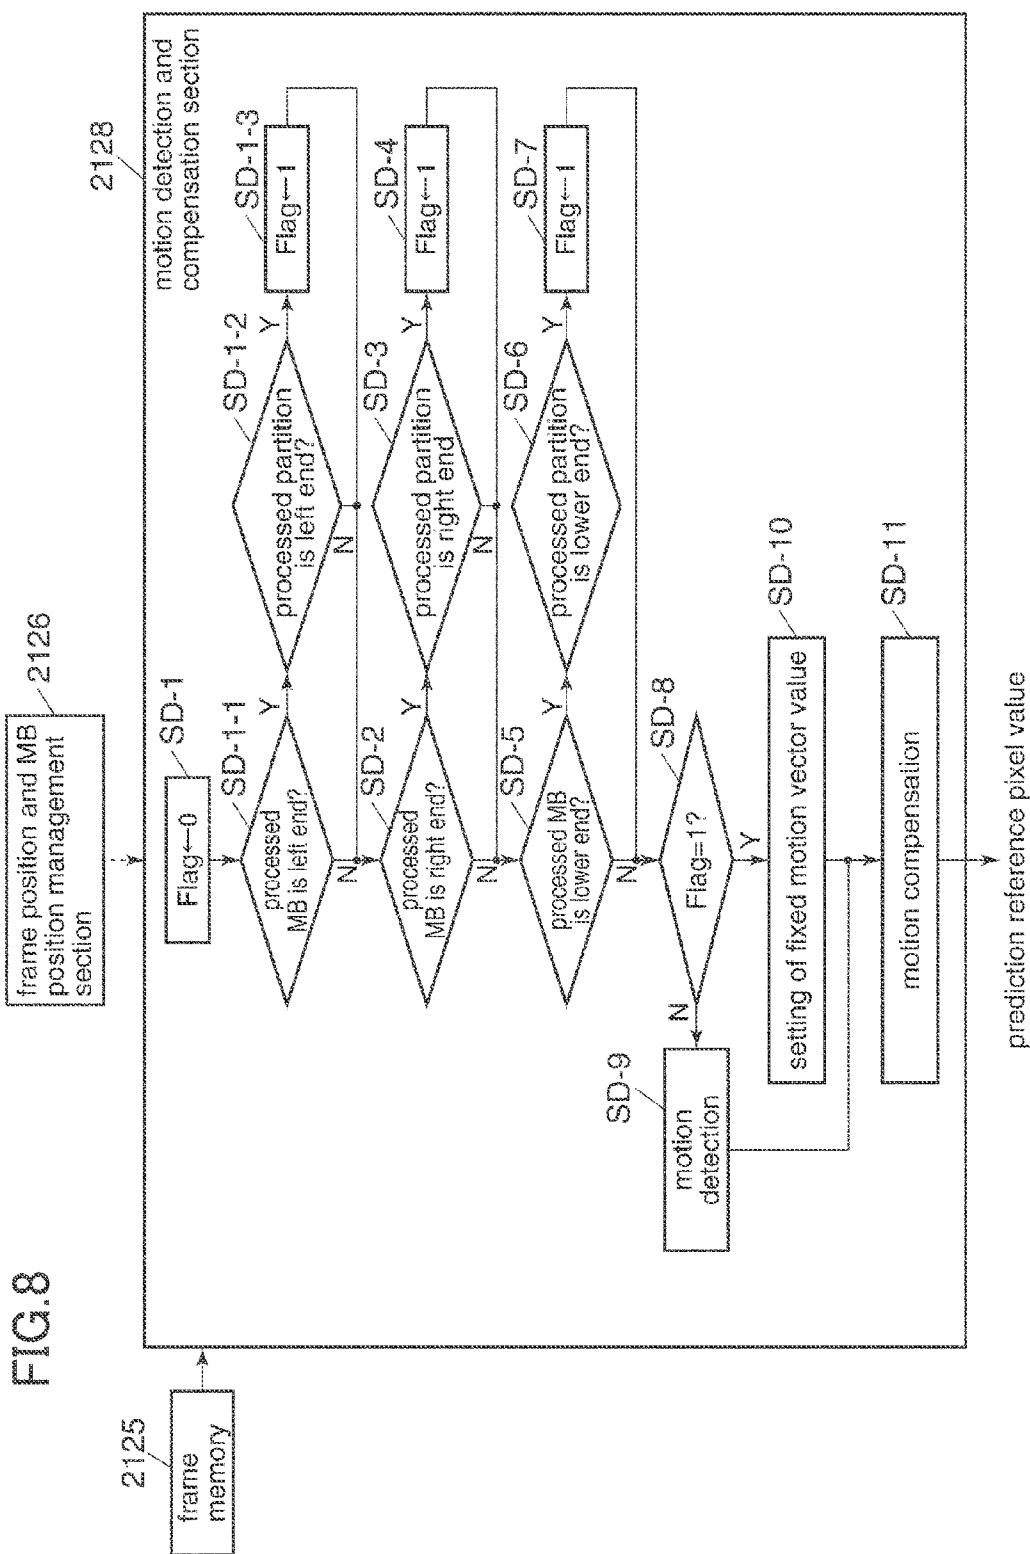 FIG.8
frame position and MB
position management
section
2126
2125
frame
memory
2128
motion detection and
compensation section
SD-1
Flag←0
SD-1-1
processed
MB is left end?
Y
N
SD-1-2
processed partition
is left end?
Y
N
SD-1-3
Flag←1
SD-2
processed
MB is right end?
Y
N
SD-3
processed partition
is right end
Y
N
SD-4
Flag←1
SD-5
processed MB
is lower end?
Y
N
SD-6
processed partition
is lower end?
Y
SD-7
Flag←1
SD-8
Flag=1?
N
Y
SD-9
motion
detection
SD-10
setting of fixed motion vector value
SD-11
motion compensation
prediction reference pixel value